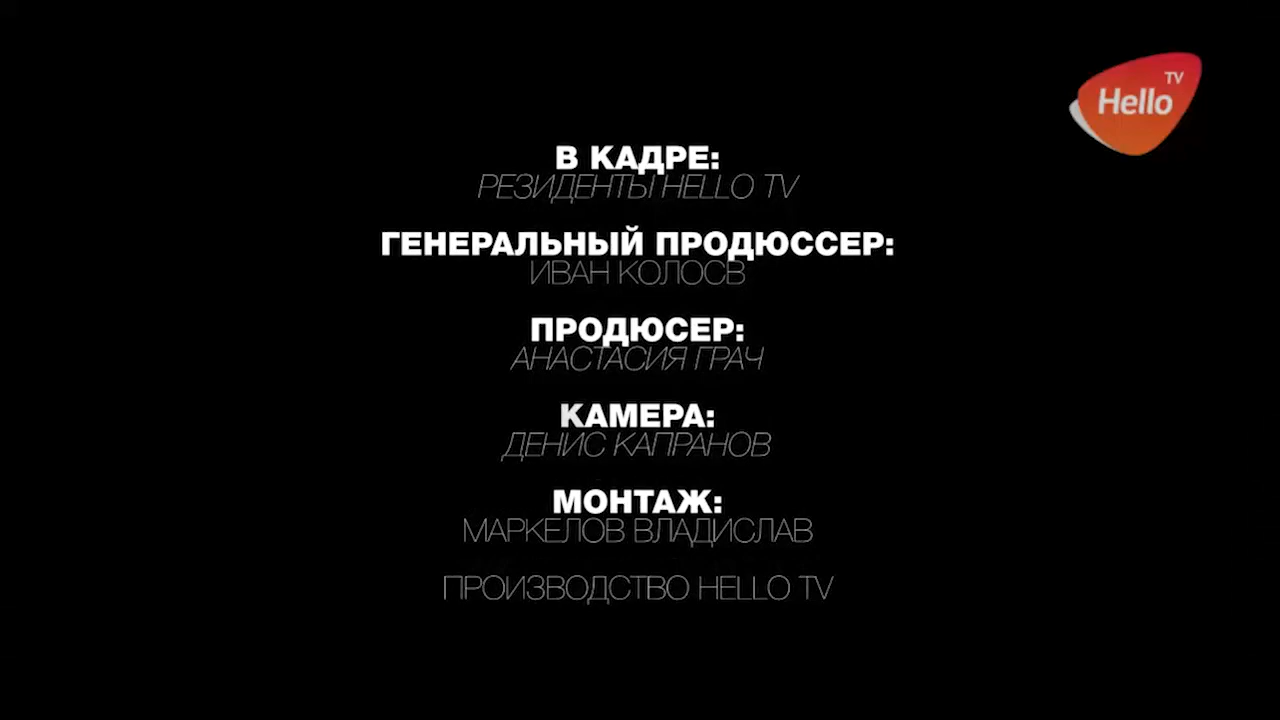 TV
Hello
В КАДРЕ:
РЕЗИДЕНТЫ HELLO TV
ГЕНЕРАЛЬНЫЙ ПРОДЮССЕР:
ИВАН КОЛОСВ
ПРОДЮСЕР:
АНАСТАСИЯ ГРАЧ
КАМЕРА:
ДЕНИС КАПРАНОВ
МОНТАЖ:
МАРКЕЛОВ ВЛАДИСЛАВ
ПРОИЗВОДСТВО HELLO TV